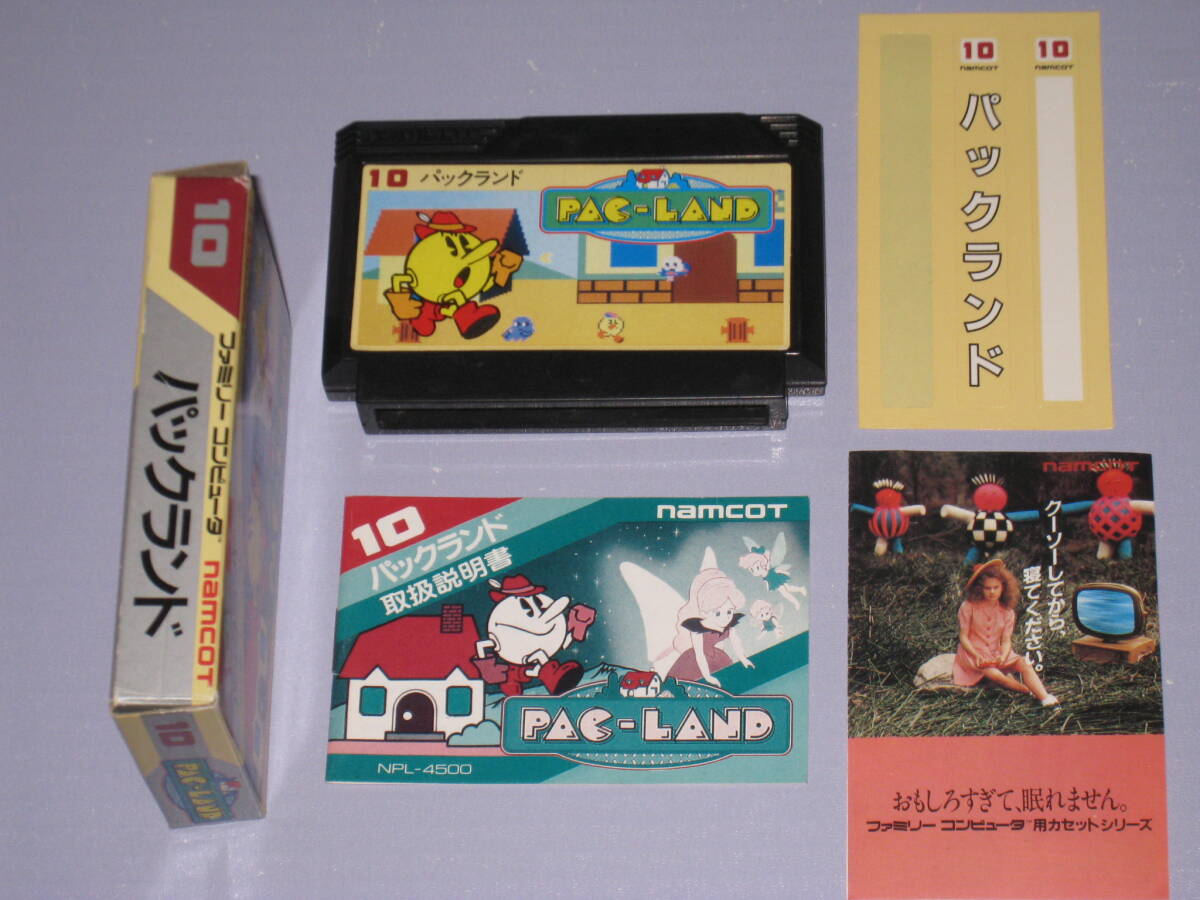 10
ファミリー コンピュータ™ namcot
パックランド
10
PAC-LAND
10 パックランド
PAC-LAND
10
namcot
パックランド
10
namcot
10
パックランド
取扱説明書
namcot
PAC-LAND
NPL-4500
namcot
クーソーしてから、
寝てください。
おもしろすぎて、眠れません。
ファミリー コンピュータ™用カセットシリーズ